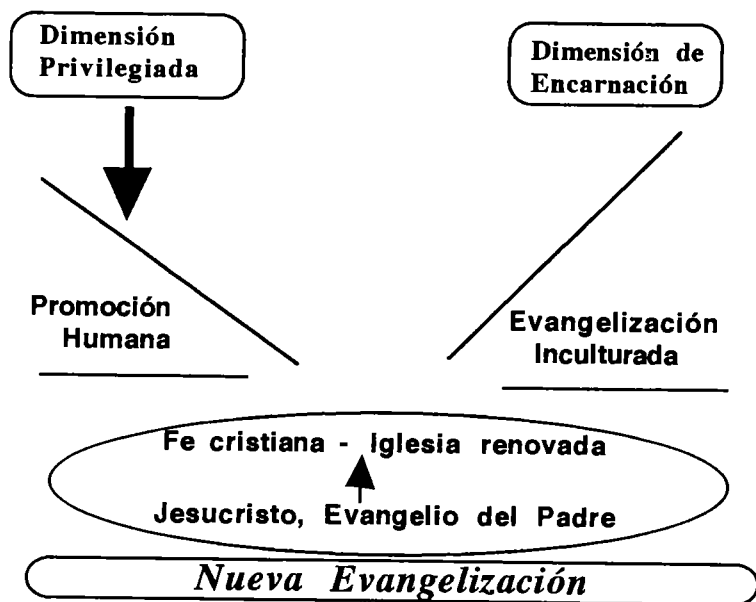 Dimensión
Privilegiada
Dimensión de
Encarnación
Promoción
Humana
Evangelización
Inculturada
Fe cristiana - Iglesia renovada
Jesucristo, Evangelio del Padre
Nueva Evangelización